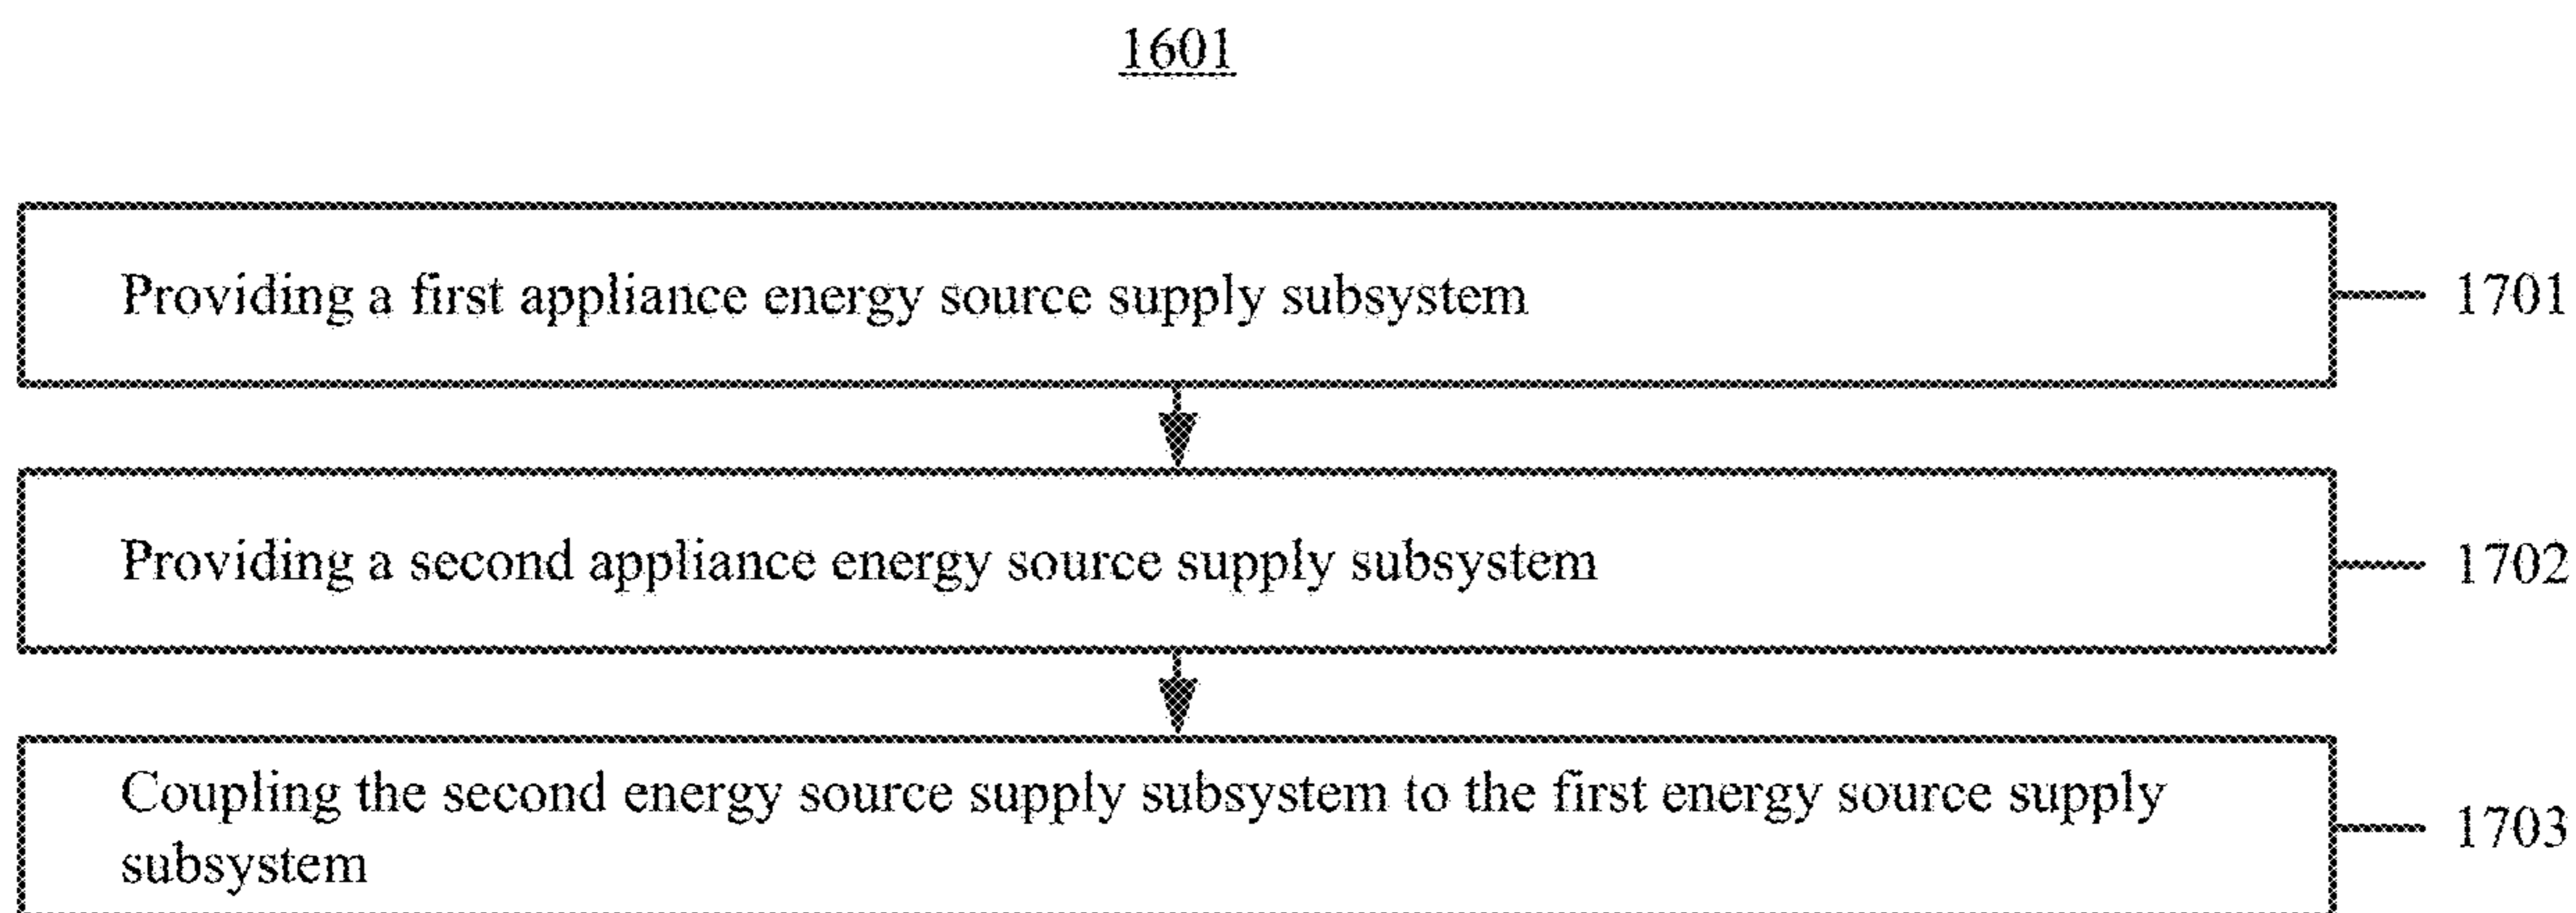 1601
Providing a first appliance energy source supply subsystem
1701
Providing a second appliance energy source supply subsystem
1702
Coupling the second energy source supply subsystem to the first energy source supply
subsystem
1703